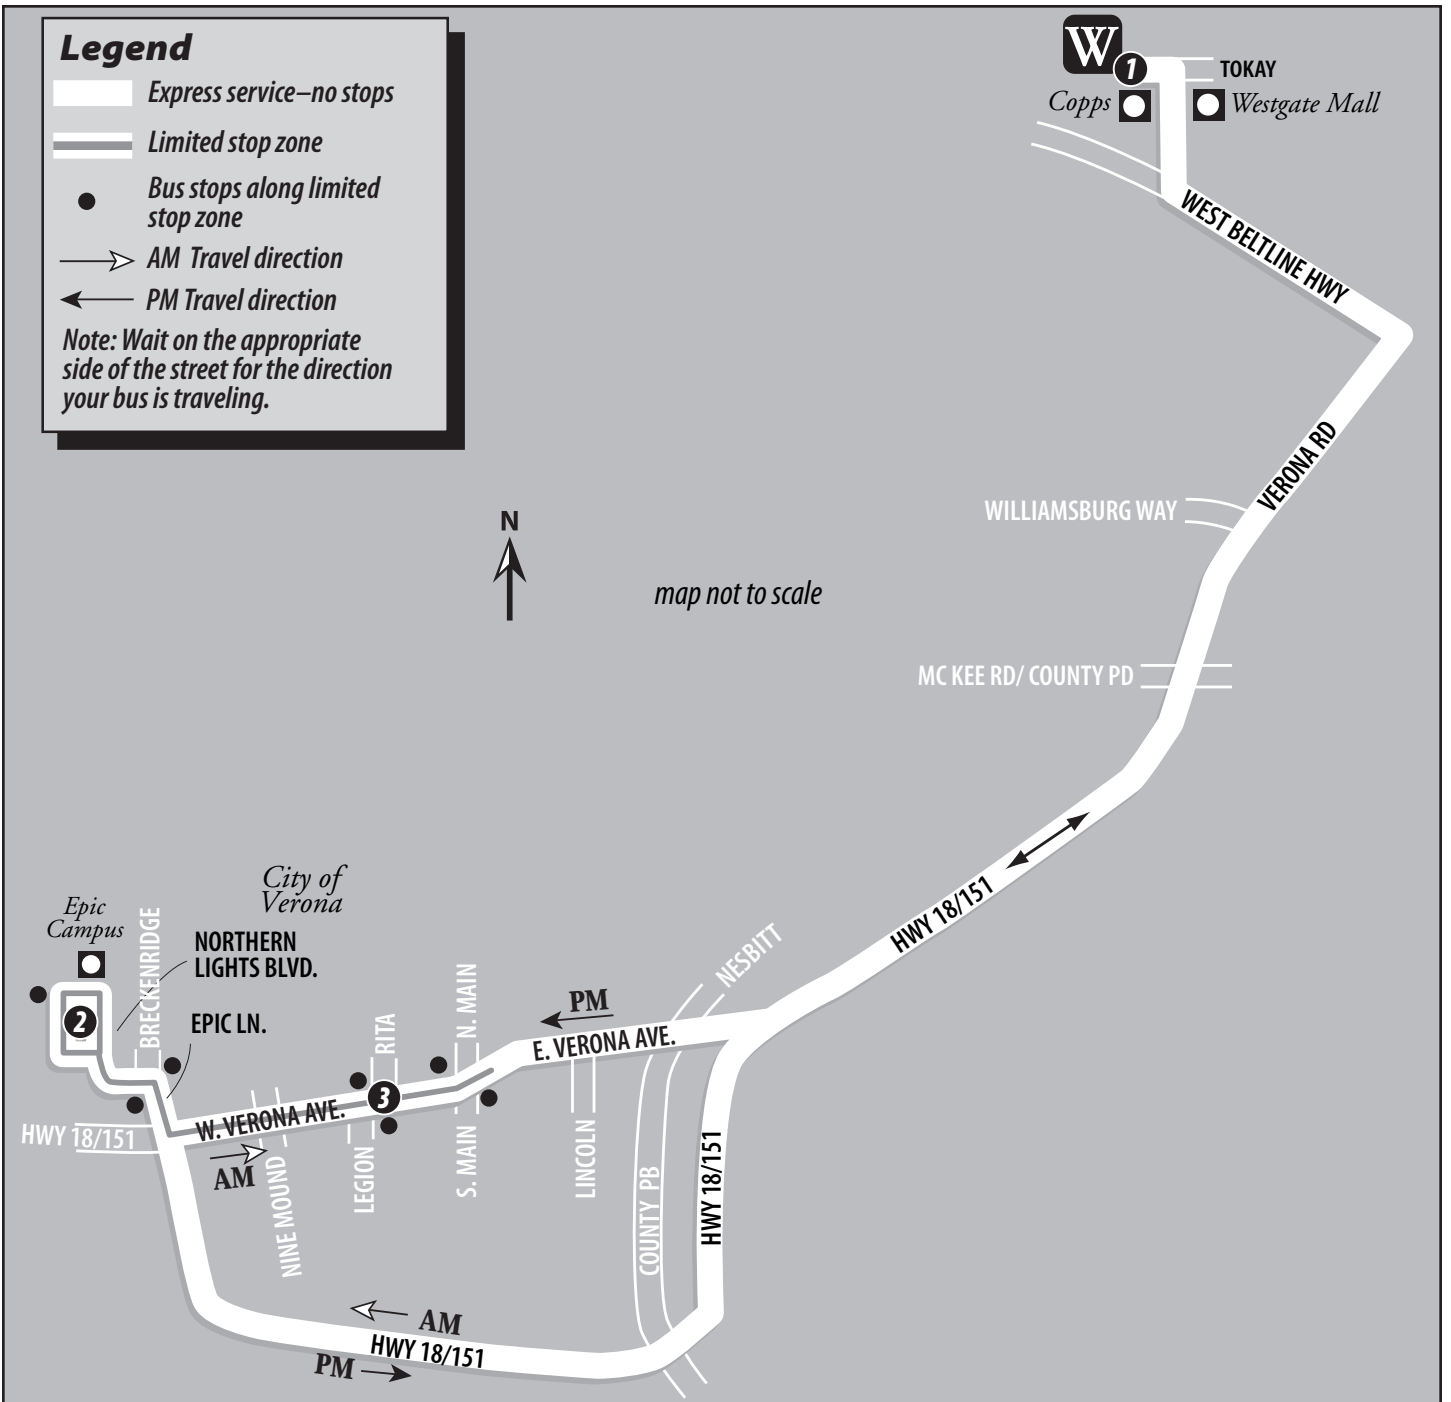 Legend
Express service–no stops
Limited stop zone
Bus stops along limited
stop zone
AM Travel direction
PM Travel direction
Note: Wait on the appropriate
side of the street for the direction
your bus is traveling.
W
1
TOKAY
Copps
Westgate Mall
WEST BELTLINE HWY
VERONA RD
WILLIAMSBURG WAY
N
map not to scale
MC KEE RD/ COUNTY PD
HWY 18/151
City of
Verona
Epic
Campus
NORTHERN
LIGHTS BLVD.
BRECKENRIDGE
EPIC LN.
2
NESBITT
PM
E. VERONA AVE.
N. MAIN
RITA
3
W. VERONA AVE.
HWY 18/151
AM
NINE MOUND
LEGION
S. MAIN
LINCOLN
COUNTY PB
HWY 18/151
AM
HWY 18/151
PM